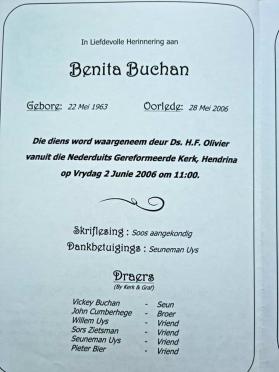 In Liefdevolle Herinnering aan
Benita Buchan
Gebore: 22 Mei 1963 Oorlede: 28 Mei 2006
Die diens word waargeneem deur Ds. H.F. Olivier
vanuit die Nederduits Gereformeerde Kerk, Hendrina
op Vrydag 2 Junie 2006 om 11:00.
Skriflesing : Soos aangekondig
Dankbetuigings : Seuneman Uys
Draers
(By Kerk & Graf)
Vickey Buchan - Seun
John Cumberhege - Broer
Willem Uys - Vriend
Sors Zietsman - Vriend
Seuneman Uys - Vriend
Pieter Bier - Vriend